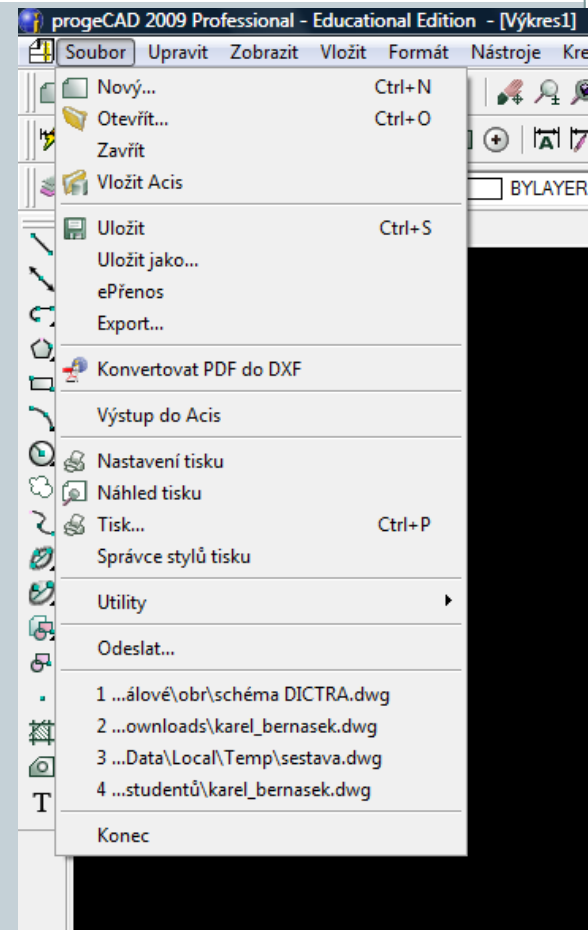 progeCAD 2009 Professional - Educational Edition - [Výkres1]
Soubor Upravit Zobrazit Vložit Formát Nástroje Kre
Nový... Ctrl+N
Otevřít... Ctrl+O
Zavřít
Vložit Acis
BYLAYER
Uložit Ctrl+S
Uložit jako...
ePřenos
Export...
Konvertovat PDF do DXF
Výstup do Acis
Nastavení tisku
Náhled tisku
Tisk... Ctrl+P
Správce stylů tisku
Utility
Odeslat...
1 ...álové\obr\schéma DICTRA.dwg
2 ...ownloads\karel_bernasek.dwg
3 ...Data\Local\Temp\sestava.dwg
4 ...studentů\karel_bernasek.dwg
T
Konec